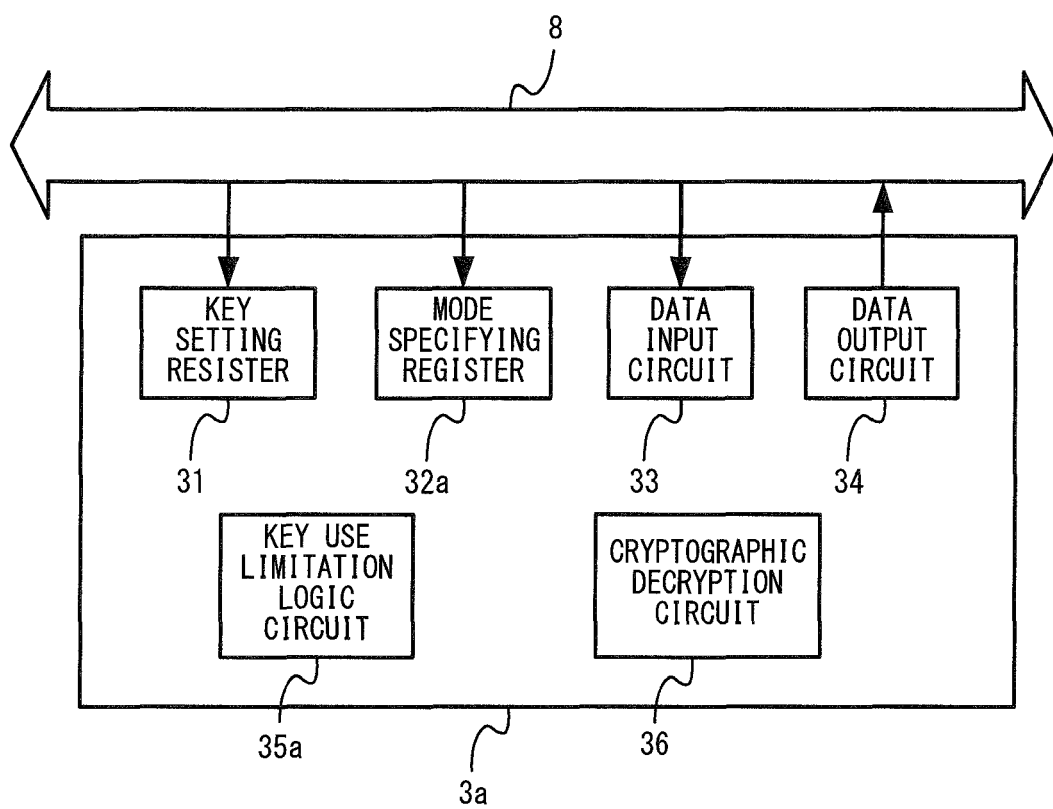 8
KEY
SETTING
RESISTER
MODE
SPECIFYING
REGISTER
DATA
INPUT
CIRCUIT
DATA
OUTPUT
CIRCUIT
31
32a
33
34
KEY USE
LIMITATION
LOGIC
CIRCUIT
CRYPTOGRAPHIC
DECRYPTION
CIRCUIT
35a
36
3a